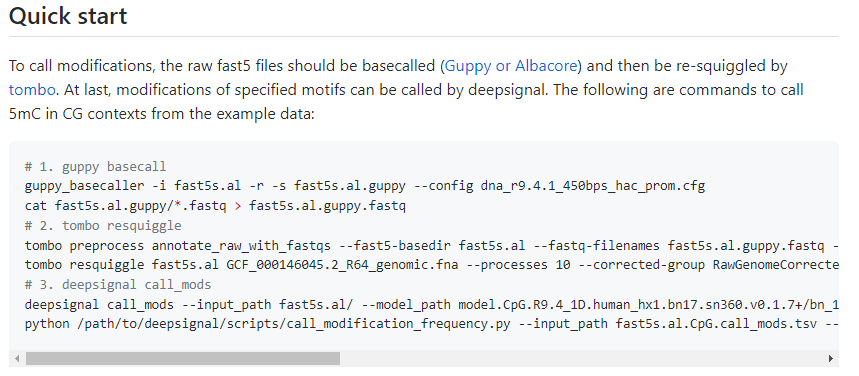 Quick start
To call modifications, the raw fast5 files should be basecalled (Guppy or Albacore) and then be re-squiggled by
tombo. At last, modifications of specified motifs can be called by deepsignal. The following are commands to call
5mC in CG contexts from the example data:
# 1. guppy basecall
guppy_basecaller -i fast5s.al -r -s fast5s.al.guppy --config dna_r9.4.1_450bps_hac_prom.cfg
cat fast5s.al.guppy/*.fastq > fast5s.al.guppy.fastq
# 2. tombo resquiggle
tombo preprocess annotate_raw_with_fastqs --fast5-basedir fast5s.al --fastq-filenames fast5s.al.guppy.fastq -
tombo resquiggle fast5s.al GCF_000146045.2_R64_genomic.fna --processes 10 --corrected-group RawGenomeCorrecte
# 3. deepsignal call_mods
deepsignal call_mods --input_path fast5s.al/ --model_path model.CpG.R9.4_1D.human_hx1.bn17.sn360.v0.1.7+/bn_1
python /path/to/deepsignal/scripts/call_modification_frequency.py --input_path fast5s.al.CpG.call_mods.tsv --